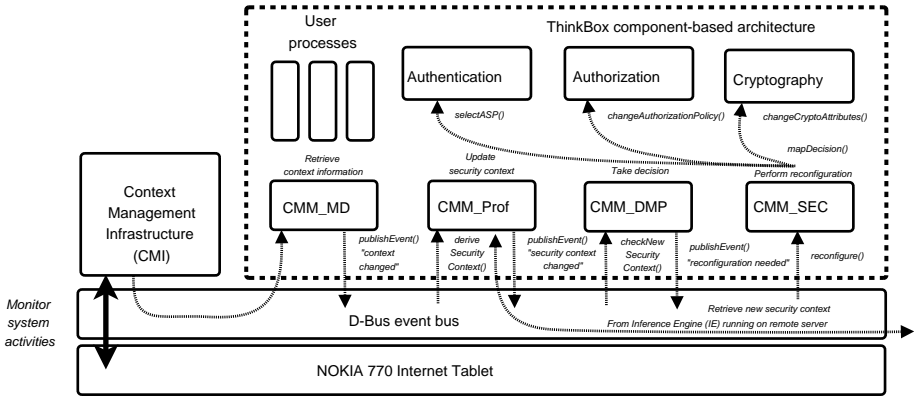 User
processes
ThinkBox component-based architecture
Authentication
Authorization
Cryptography
selectASP()
changeAuthorizationPolicy()
changeCryptoAttributes()
mapDecision()
Retrieve
context information
Update
security context
Take decision
Perform reconfiguration
Context
Management
Infrastructure
(CMI)
CMM_MD
CMM_Prof
CMM_DMP
CMM_SEC
publishEvent()
"context
changed"
derive
Security
Context()
publishEvent()
"security context
changed"
checkNew
Security
Context()
publishEvent()
"reconfiguration needed"
reconfigure()
Monitor
system
activities
D-Bus event bus
Retrieve new security context
From Inference Engine (IE) running on remote server
NOKIA 770 Internet Tablet